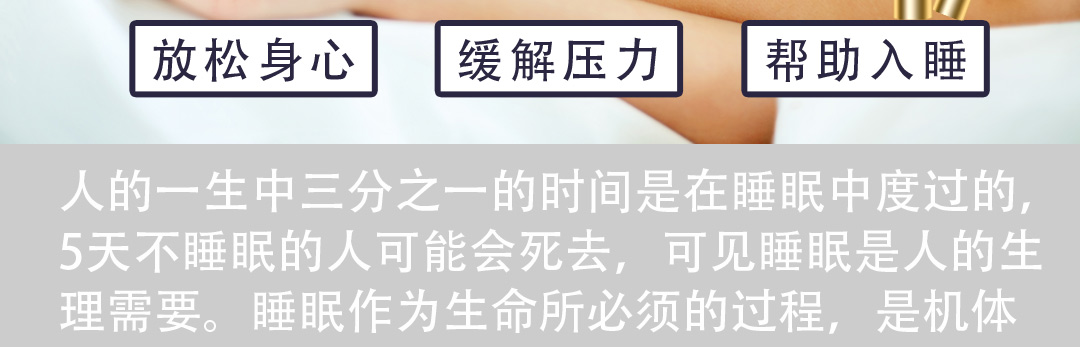 放松身心 缓解压力 帮助入睡
人的一生中三分之一的时间是在睡眠中度过的,
5天不睡眠的人可能会死去，可见睡眠是人的生
理需要。睡眠作为生命所必须的过程，是机体